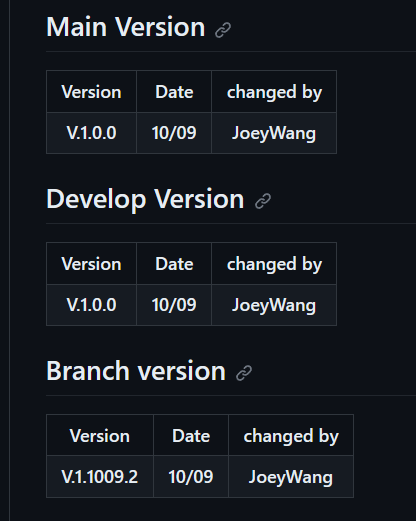 Main Version
Version Date changed by
V.1.0.0 10/09 JoeyWang
Develop Version
Version Date changed by
V.1.0.0 10/09 JoeyWang
Branch version
Version Date changed by
V.1.1009.2 10/09 JoeyWang